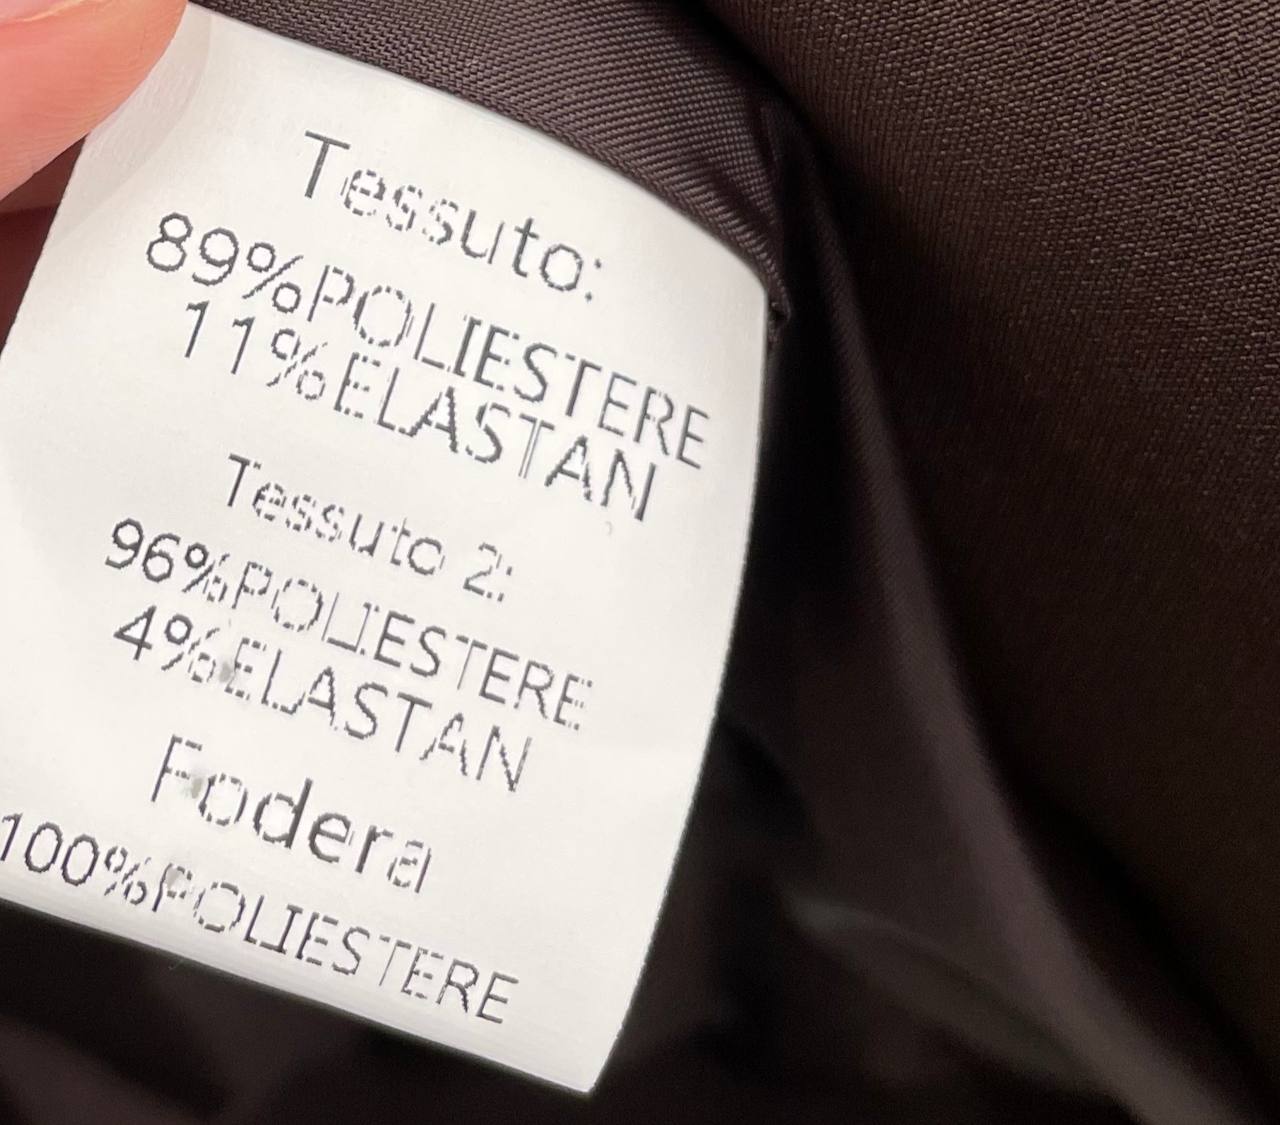 Tessuto:
89%POLIESTERE
11%ELASTAN
Tessuto 2:
96%POLIESTERE
4%ELASTAN
Fodera
100%POLIESTERE